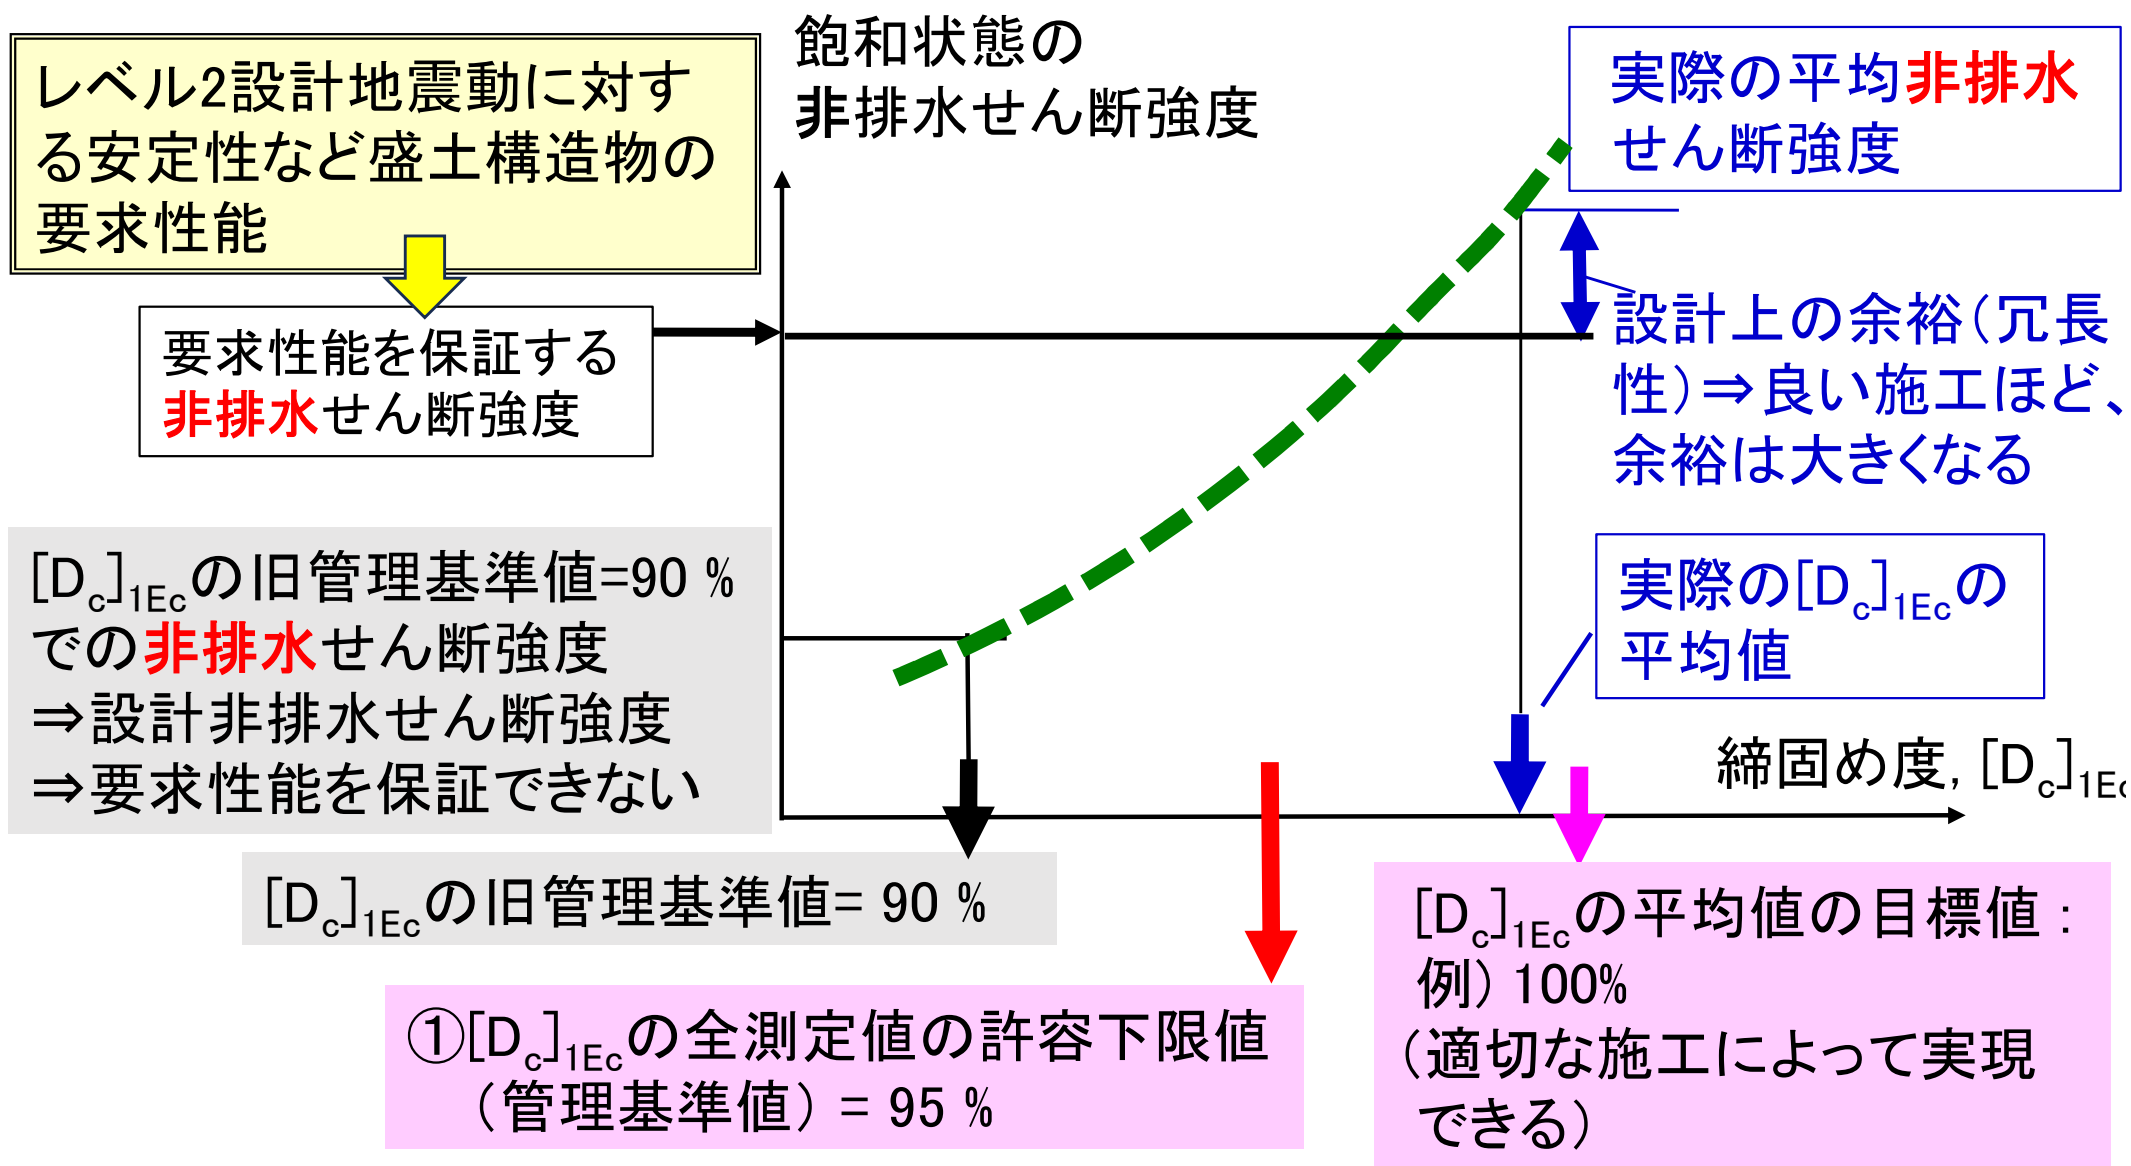 レベル2設計地震動に対す
る安定性など盛土構造物の
要求性能
要求性能を保証する
非排水せん断強度
飽和状態の
非排水せん断強度
実際の平均非排水
せん断強度
設計上の余裕（冗長
性）⇒良い施工ほど、
余裕は大きくなる
[Dc]1Ecの旧管理基準値=90 %
での非排水せん断強度
⇒設計非排水せん断強度
⇒要求性能を保証できない
実際の[Dc]1Ecの
平均値
締固め度, [Dc]1Ec
[Dc]1Ecの旧管理基準値= 90 %
①[Dc]1Ecの全測定値の許容下限値
（管理基準値）= 95 %
[Dc]1Ecの平均値の目標値：
例）100%
（適切な施工によって実現
できる）